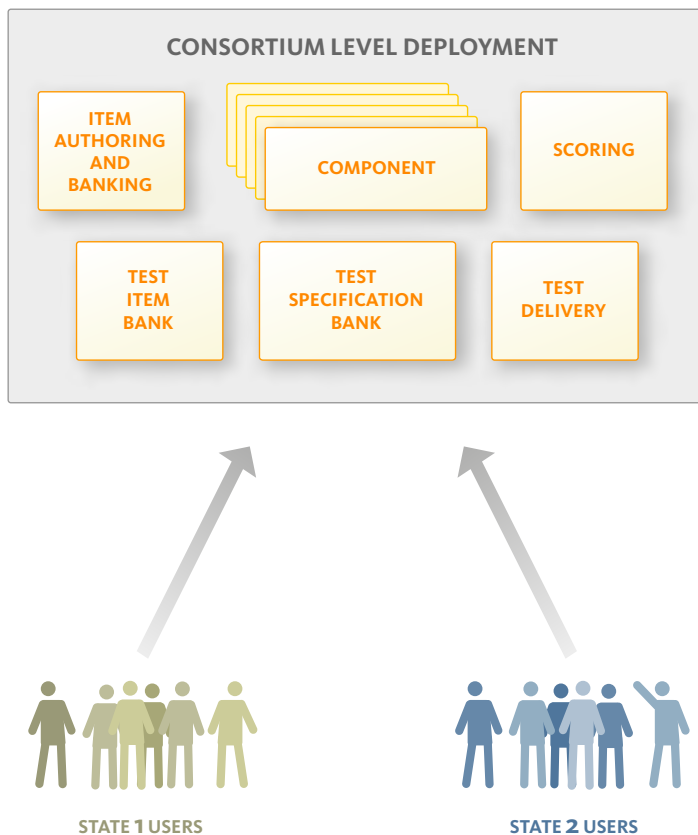 CONSORTIUM LEVEL DEPLOYMENT
ITEM
AUTHORING
AND
BANKING
COMPONENT
SCORING
TEST
ITEM
BANK
TEST
SPECIFICATION
BANK
TEST
DELIVERY
STATE 1 USERS
STATE 2 USERS